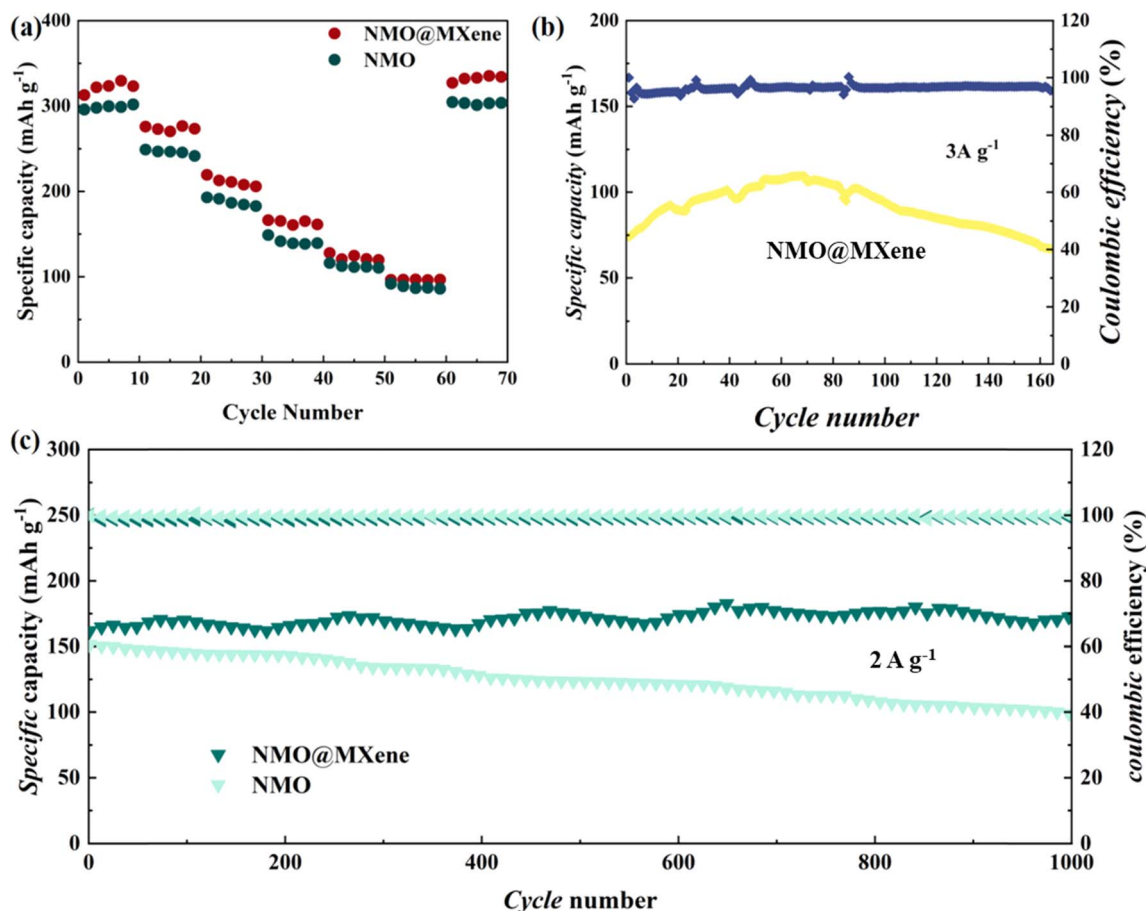 (a)
400
300
200
100
0
Specific capacity (mAh g-1)
NMO@MXene
NMO
0 10 20 30 40 50 60 70
Cycle Number
(b)
200
150
100
50
0
Specific capacity (mAh g-1)
120
100
80
60
40
20
0
Coulombic efficiency (%)
3A g-1
NMO@MXene
0 20 40 60 80 100 120 140 160
Cycle number
(c)
300
250
200
150
100
50
0
Specific capacity (mAh g-1)
120
100
80
60
40
20
0
coulombic efficiency (%)
2 A g-1
NMO@MXene
NMO
0 200 400 600 800 1000
Cycle number